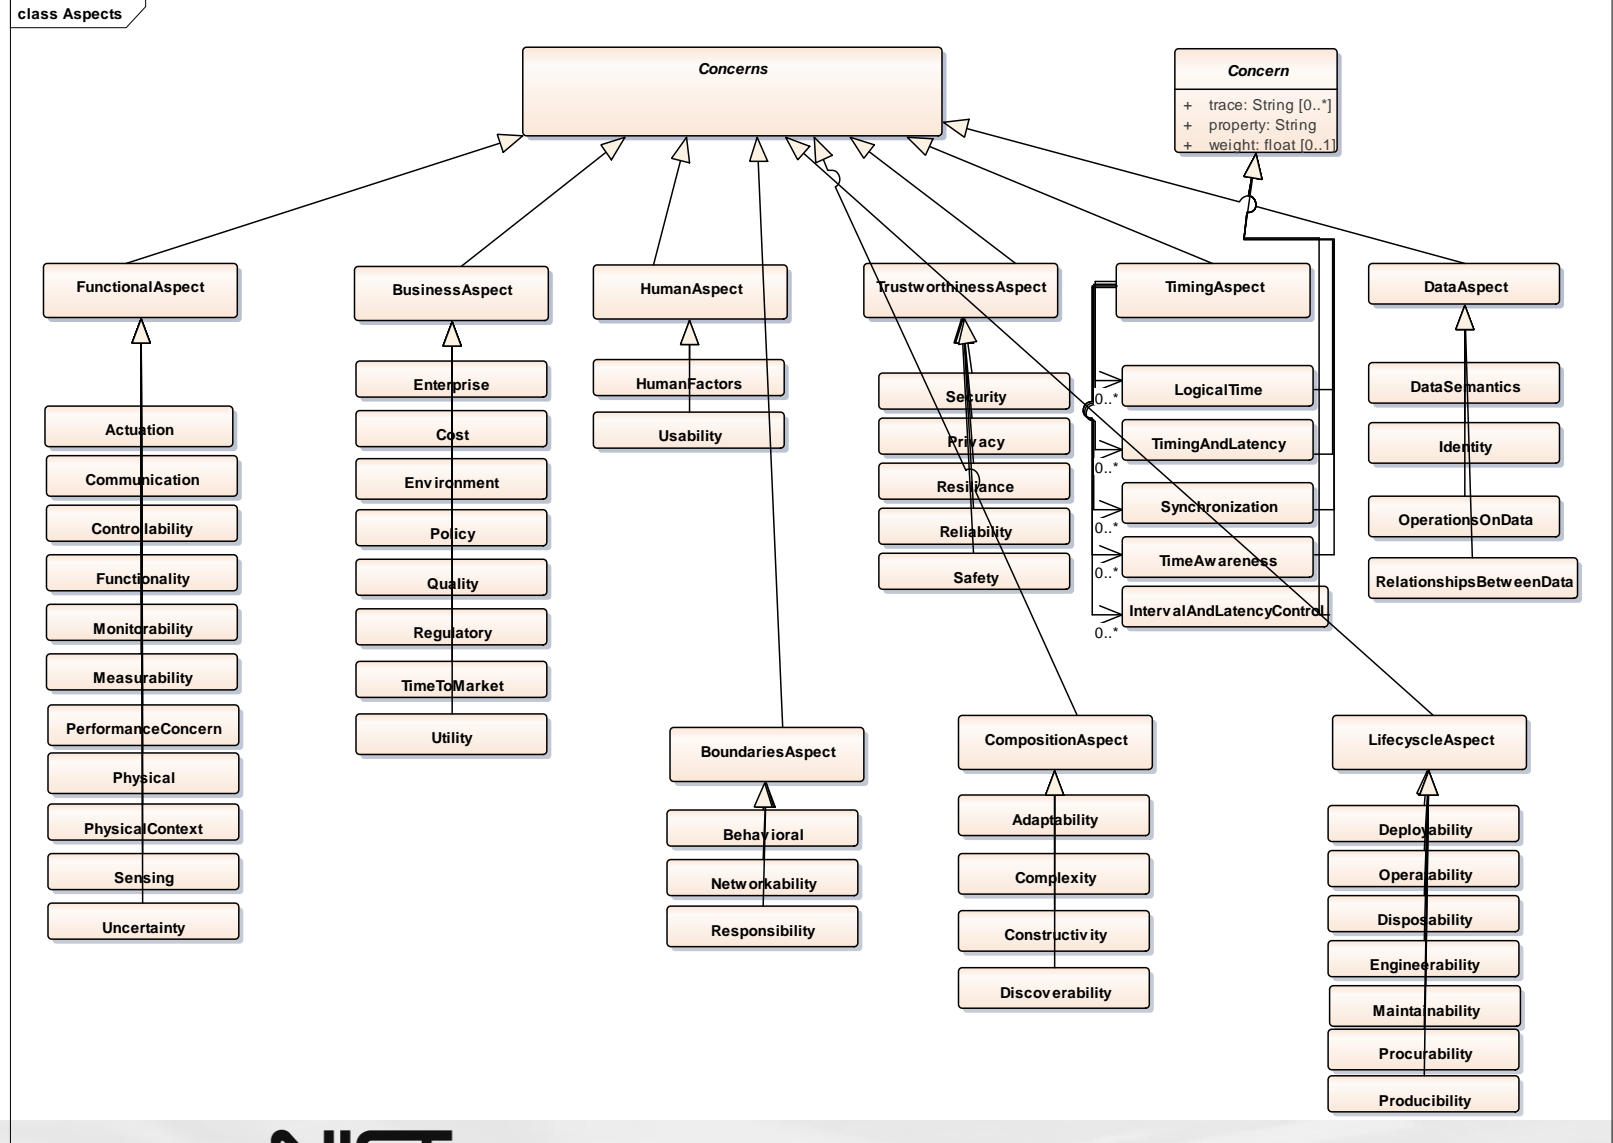 class Aspects
Concerns
Concern
+ trace: String [0..*]
+ property: String
+ weight: float [0..1]
FunctionalAspect
BusinessAspect
HumanAspect
TrustworthinessAspect
TimingAspect
DataAspect
Actuation
Communication
Controllability
Functionality
Monitorability
Measurability
PerformanceConcern
Physical
PhysicalContext
Sensing
Uncertainty
Enterprise
Cost
Environment
Policy
Quality
Regulatory
TimeToMarket
Utility
HumanFactors
Usability
Security
Privacy
Resiliance
Reliability
Safety
LogicalTime
0..*
TimingAndLatency
0..*
Synchronization
0..*
TimeAwareness
0..*
IntervalAndLatencyControl
0..*
DataSemantics
Identity
OperationsOnData
RelationshipsBetweenData
BoundariesAspect
Behavioral
Networkability
Responsibility
CompositionAspect
Adaptability
Complexity
Constructivity
Discoverability
LifecyscleAspect
Deployability
Operatability
Disposability
Engineerability
Maintainability
Procurability
Producibility
NIST